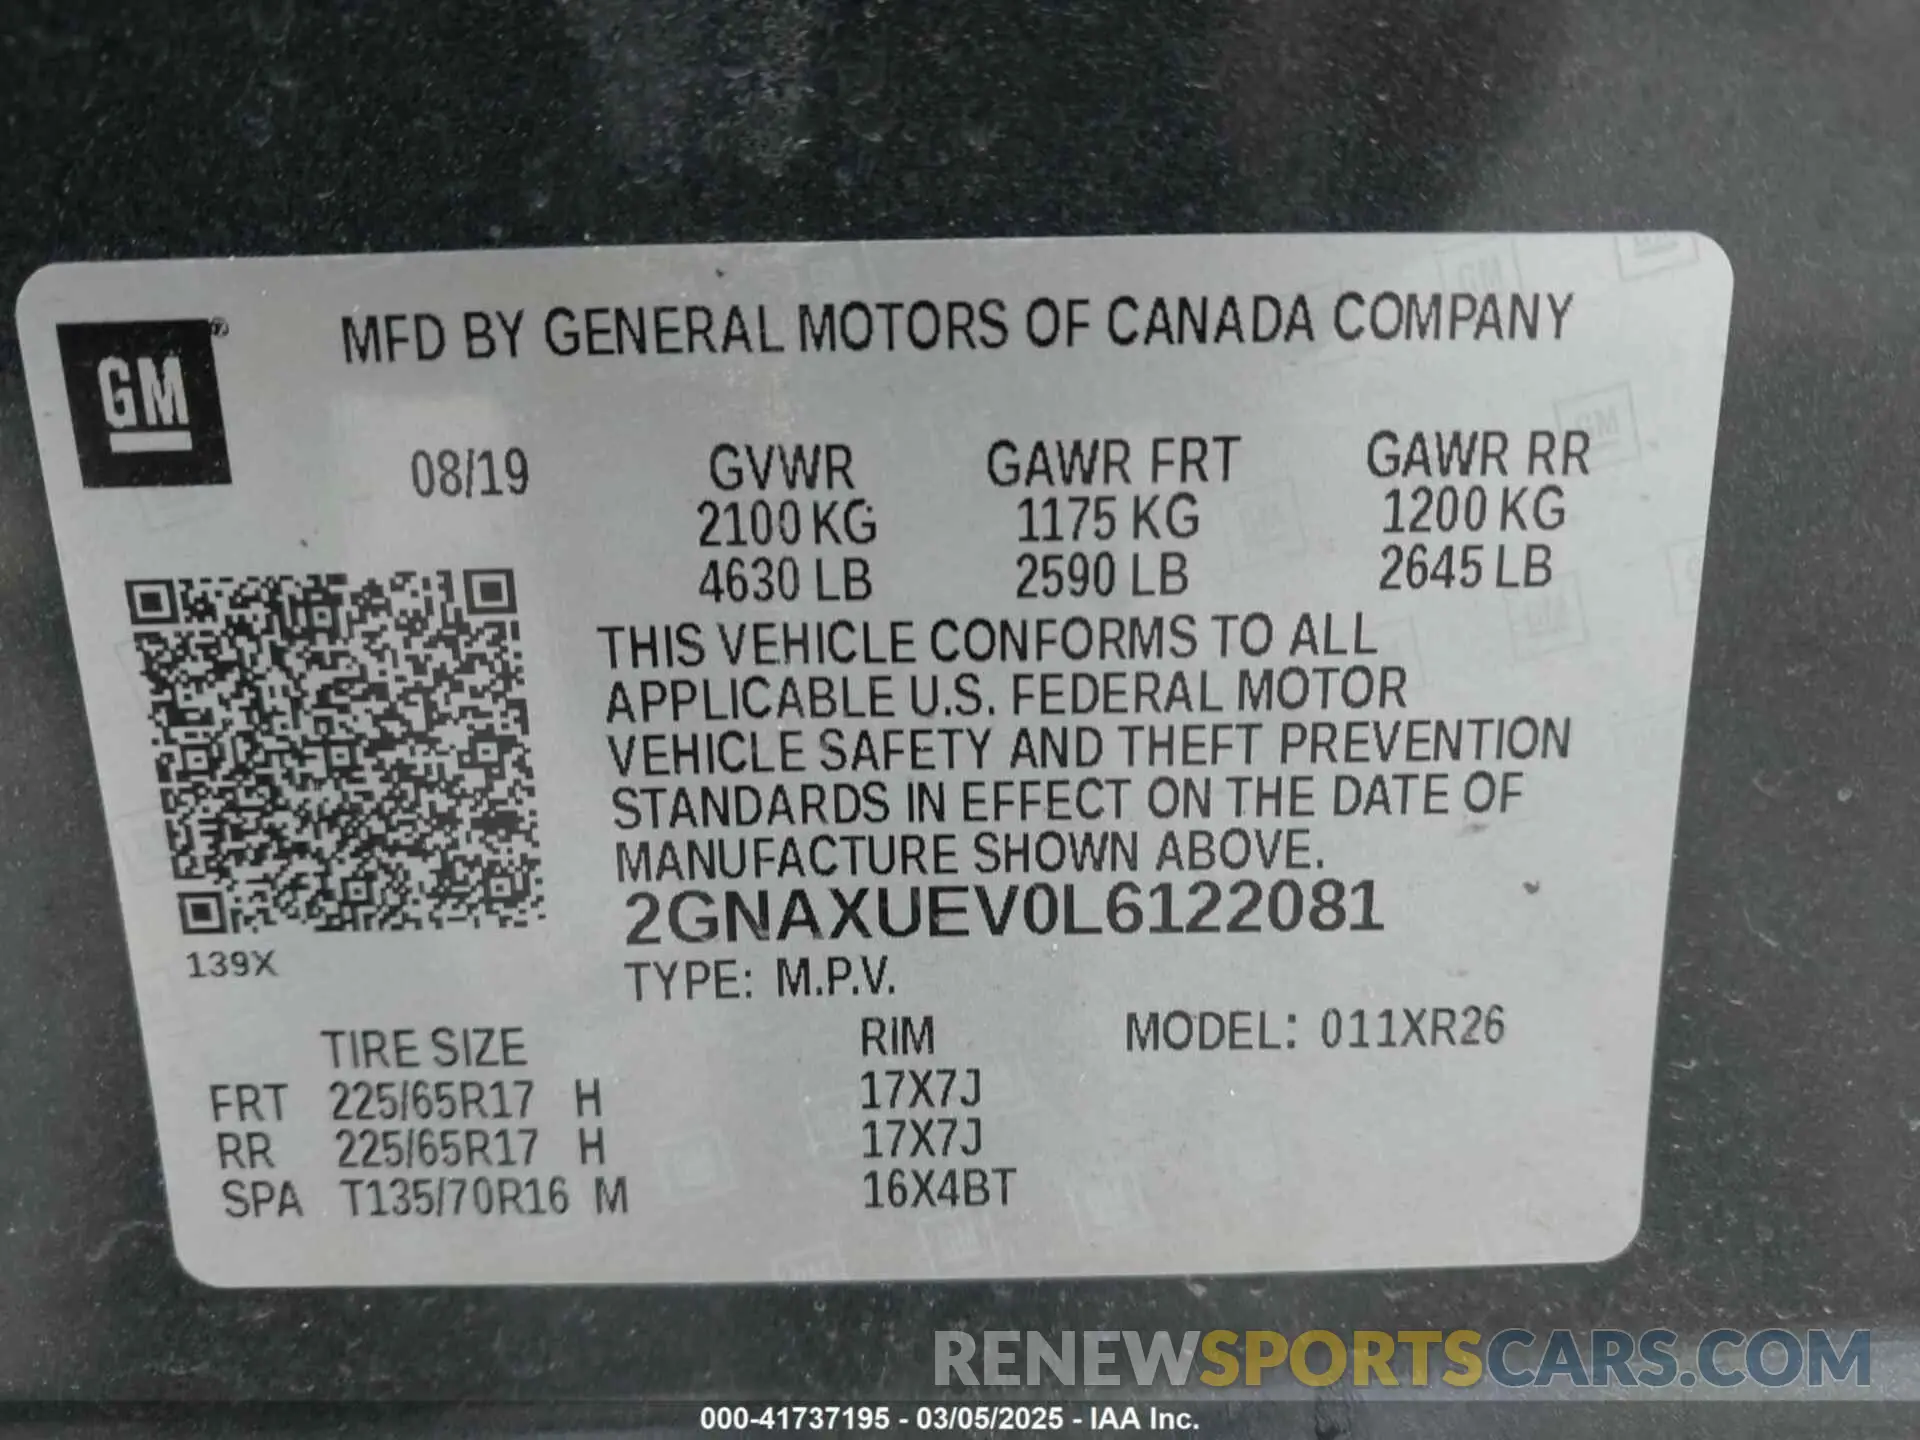 MFD BY GENERAL MOTORS OF CANADA COMPANY
GM
®
08/19 GVWR GAWR FRT GAWR RR
2100 KG 1175 KG 1200 KG
4630 LB 2590 LB 2645 LB
THIS VEHICLE CONFORMS TO ALL
APPLICABLE U.S. FEDERAL MOTOR
VEHICLE SAFETY AND THEFT PREVENTION
STANDARDS IN EFFECT ON THE DATE OF
MANUFACTURE SHOWN ABOVE.
2GNAXUEV0L6122081
139X
TYPE: M.P.V.
TIRE SIZE RIM MODEL: 011XR26
FRT 225/65R17 H 17X7J
RR 225/65R17 H 17X7J
SPA T135/70R16 M 16X4BT
RENEWSPORTSCARS.COM
000-41737195 - 03/05/2025 - IAA Inc.